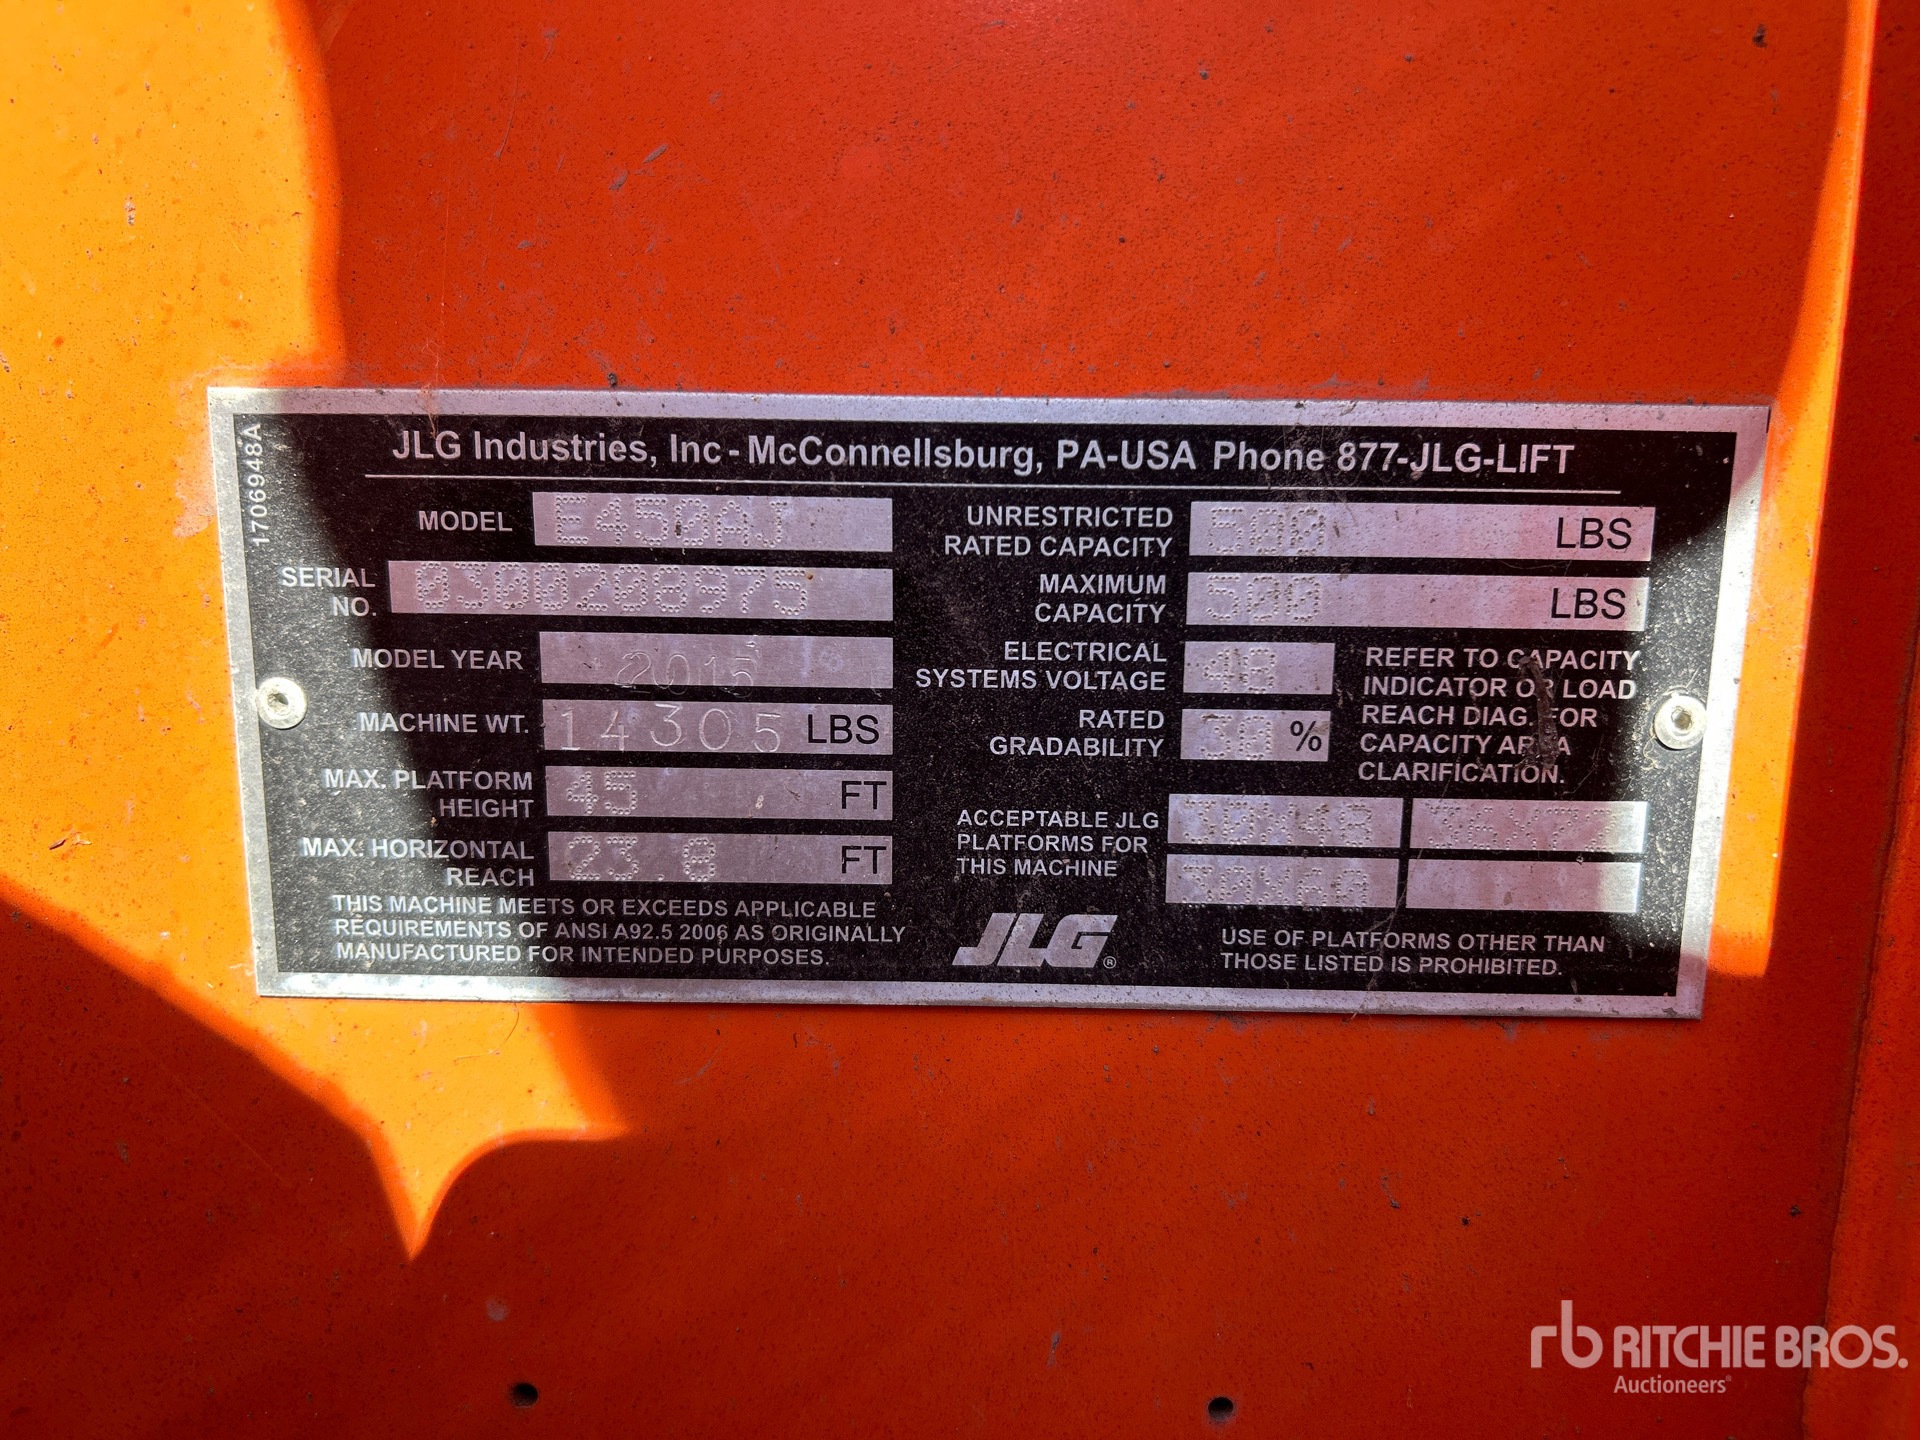 1706948A
JLG Industries, Inc - McConnellsburg, PA-USA Phone 877-JLG-LIFT
MODEL E450AJ
SERIAL NO. 0300208975
MODEL YEAR 2015
MACHINE WT. 14305 LBS
MAX. PLATFORM HEIGHT 45 FT
MAX. HORIZONTAL REACH 23.8 FT
THIS MACHINE MEETS OR EXCEEDS APPLICABLE
REQUIREMENTS OF ANSI A92.5 2006 AS ORIGINALLY
MANUFACTURED FOR INTENDED PURPOSES.
UNRESTRICTED RATED CAPACITY 500 LBS
MAXIMUM CAPACITY 500 LBS
ELECTRICAL SYSTEMS VOLTAGE 48
RATED GRADABILITY 30 %
REFER TO CAPACITY
INDICATOR OR LOAD
REACH DIAG. FOR
CAPACITY AREA
CLARIFICATION.
ACCEPTABLE JLG
PLATFORMS FOR
THIS MACHINE
30X48
30X60
JLG®
USE OF PLATFORMS OTHER THAN
THOSE LISTED IS PROHIBITED.
rb RITCHIE BROS.
Auctioneers®